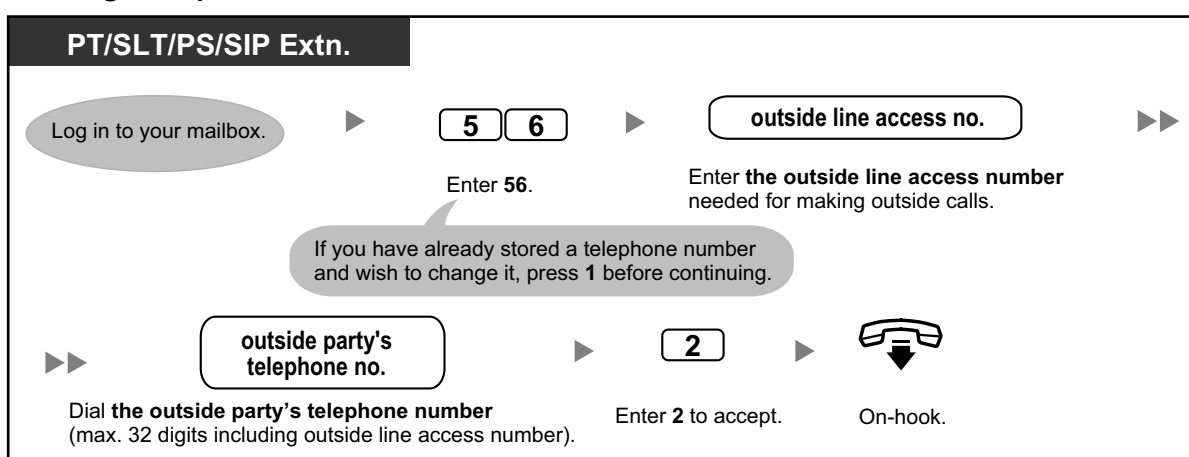 PT/SLT/PS/SIP Extn.
Log in to your mailbox.
5 6
outside line access no.
Enter 56.
Enter the outside line access number
needed for making outside calls.
If you have already stored a telephone number
and wish to change it, press 1 before continuing.
outside party's
telephone no.
2
Dial the outside party’s telephone number
(max. 32 digits including outside line access number).
Enter 2 to accept.
On-hook.